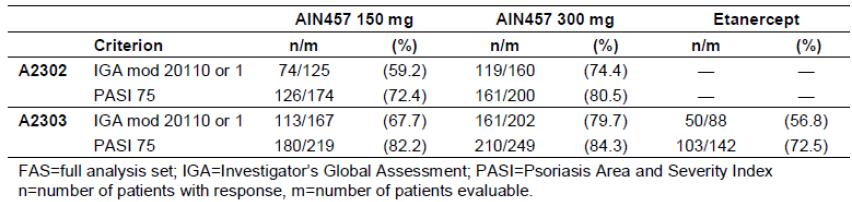 AIN457 150 mg AIN457 300 mg Etanercept
Criterion n/m (%) n/m (%) n/m (%)
A2302 IGA mod 20110 or 1 74/125 (59.2) 119/160 (74.4) — —
PASI 75 126/174 (72.4) 161/200 (80.5) — —
A2303 IGA mod 20110 or 1 113/167 (67.7) 161/202 (79.7) 50/88 (56.8)
PASI 75 180/219 (82.2) 210/249 (84.3) 103/142 (72.5)
FAS=full analysis set; IGA=Investigator's Global Assessment; PASI=Psoriasis Area and Severity Index
n=number of patients with response, m=number of patients evaluable.